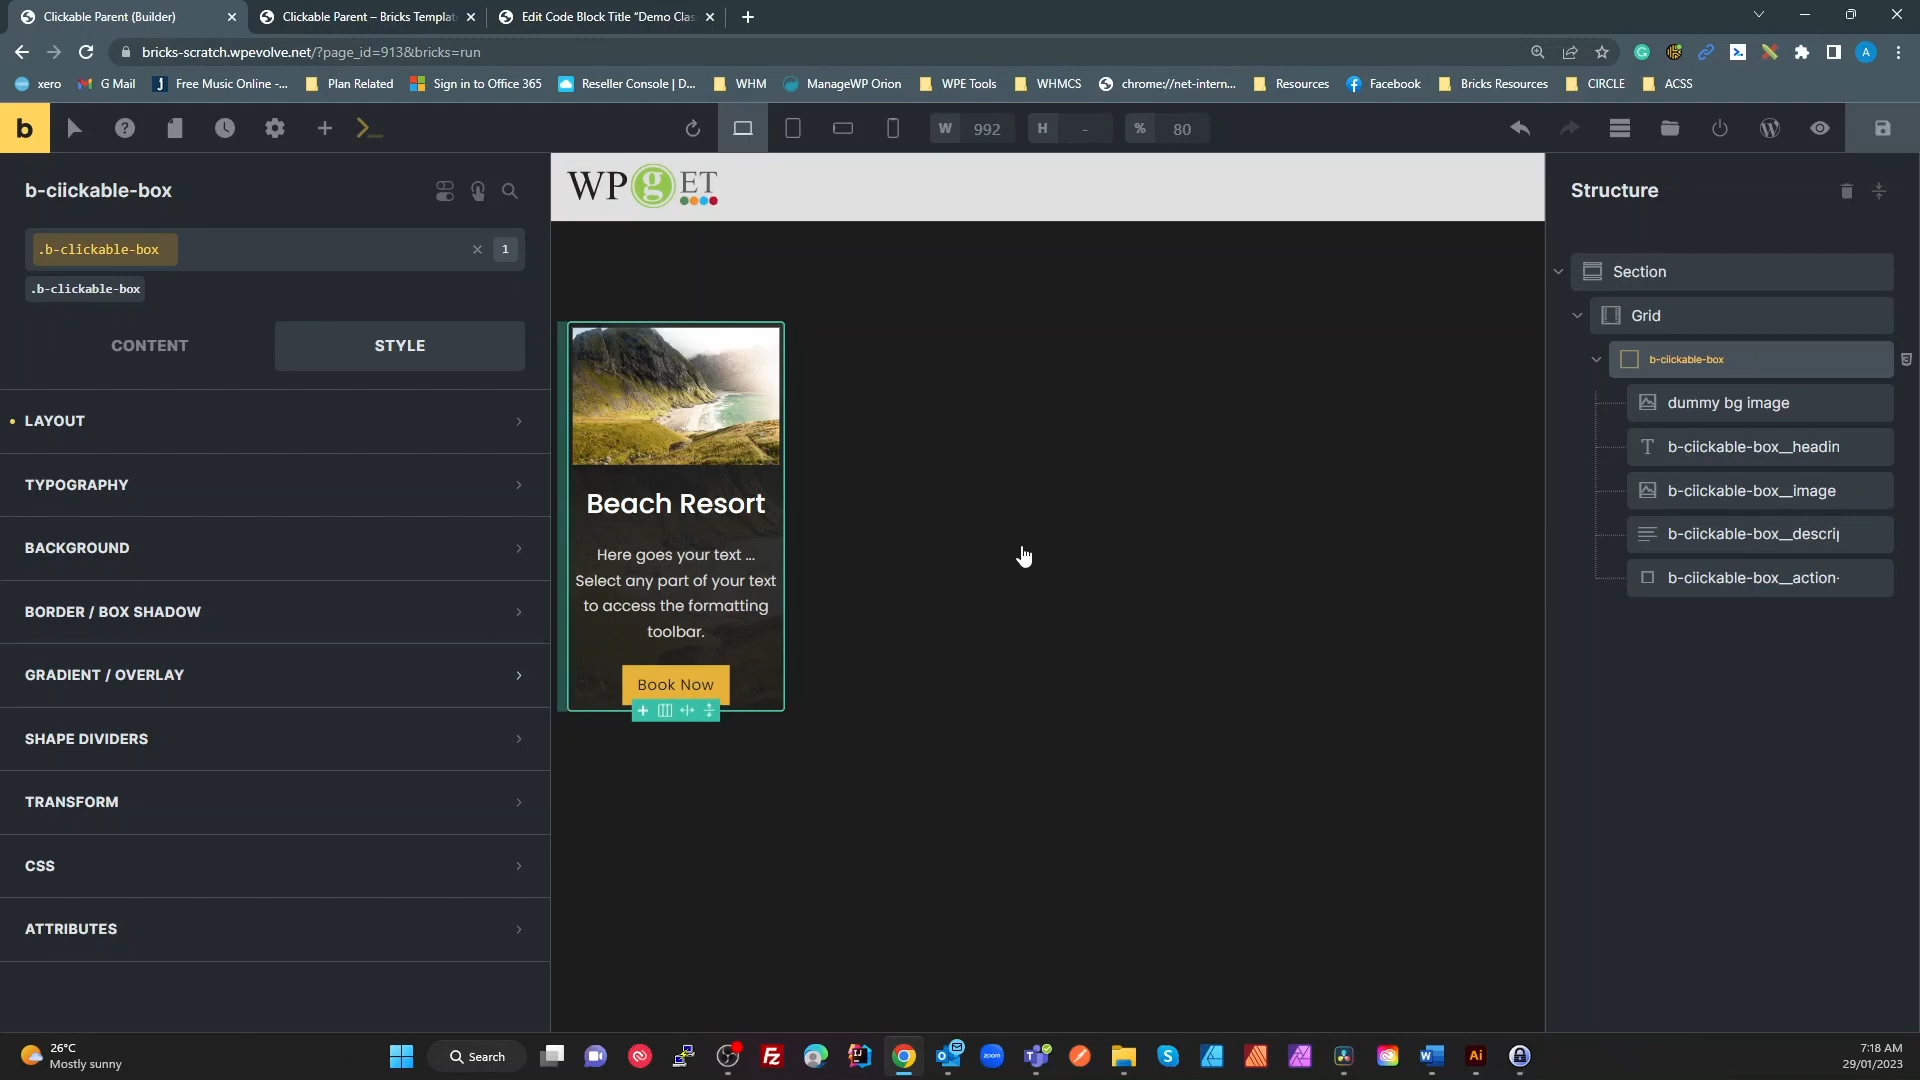 Clickable Parent (Builder)
Clickable Parent – Bricks Templat
Edit Code Block Title "Demo Clas
bricks-scratch.wpevolve.net/?page_id=913&bricks=run
A
xero
G Mail
Free Music Online -...
Plan Related
Sign in to Office 365
Reseller Console | D...
WHM
ManageWP Orion
WPE Tools
WHMCS
chrome://net-intern...
Resources
Facebook
Bricks Resources
CIRCLE
ACSS
b
W 992
H -
% 80
b-ciickable-box
.b-clickable-box
1
.b-clickable-box
CONTENT
STYLE
LAYOUT
TYPOGRAPHY
BACKGROUND
BORDER / BOX SHADOW
GRADIENT / OVERLAY
SHAPE DIVIDERS
TRANSFORM
CSS
ATTRIBUTES
WP g ET
Beach Resort
Here goes your text ...
Select any part of your text
to access the formatting
toolbar.
Book Now
Structure
Section
Grid
b-ciickable-box
dummy bg image
b-ciickable-box__headin
b-ciickable-box__image
b-ciickable-box__descrip
b-ciickable-box__action-
26°C
Mostly sunny
Search
zoom
Ai
7:18 AM
29/01/2023